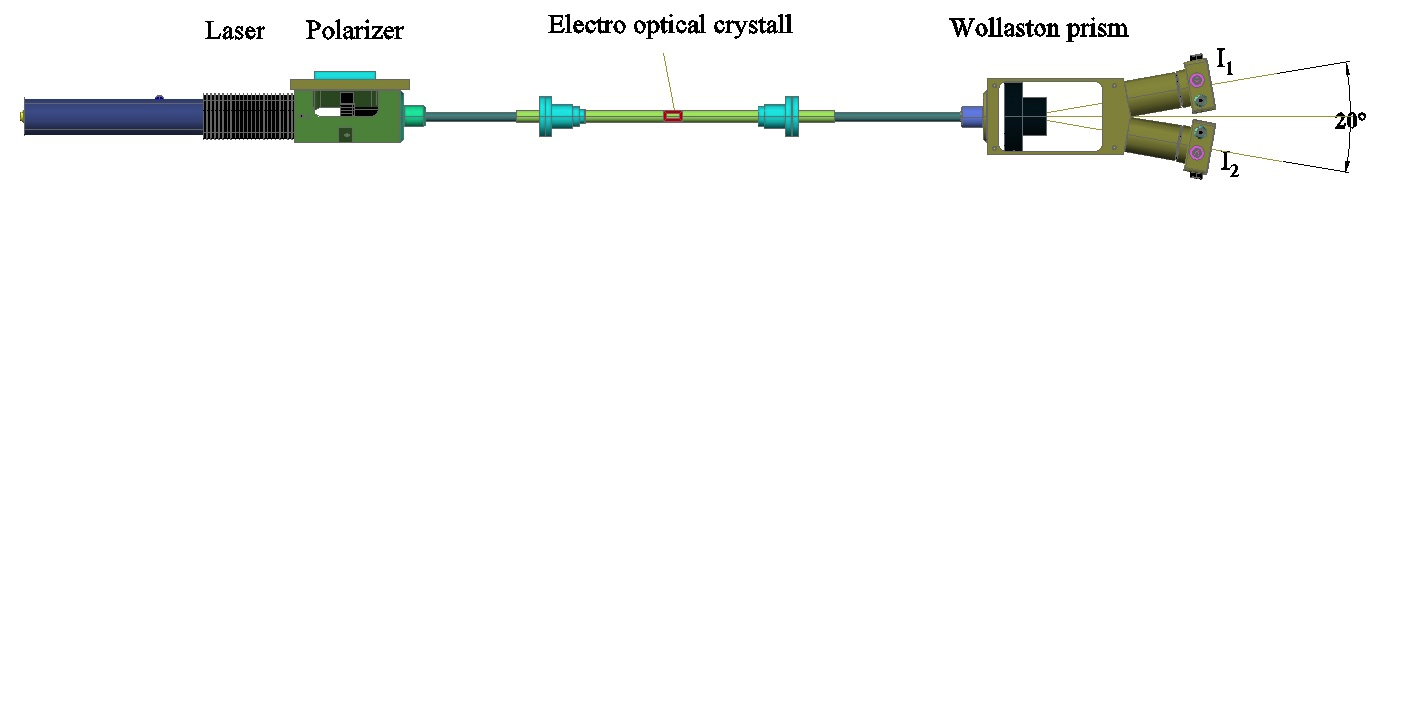 Laser
Polarizer
Electro optical crystall
Wollaston prism
I1
20°
I2